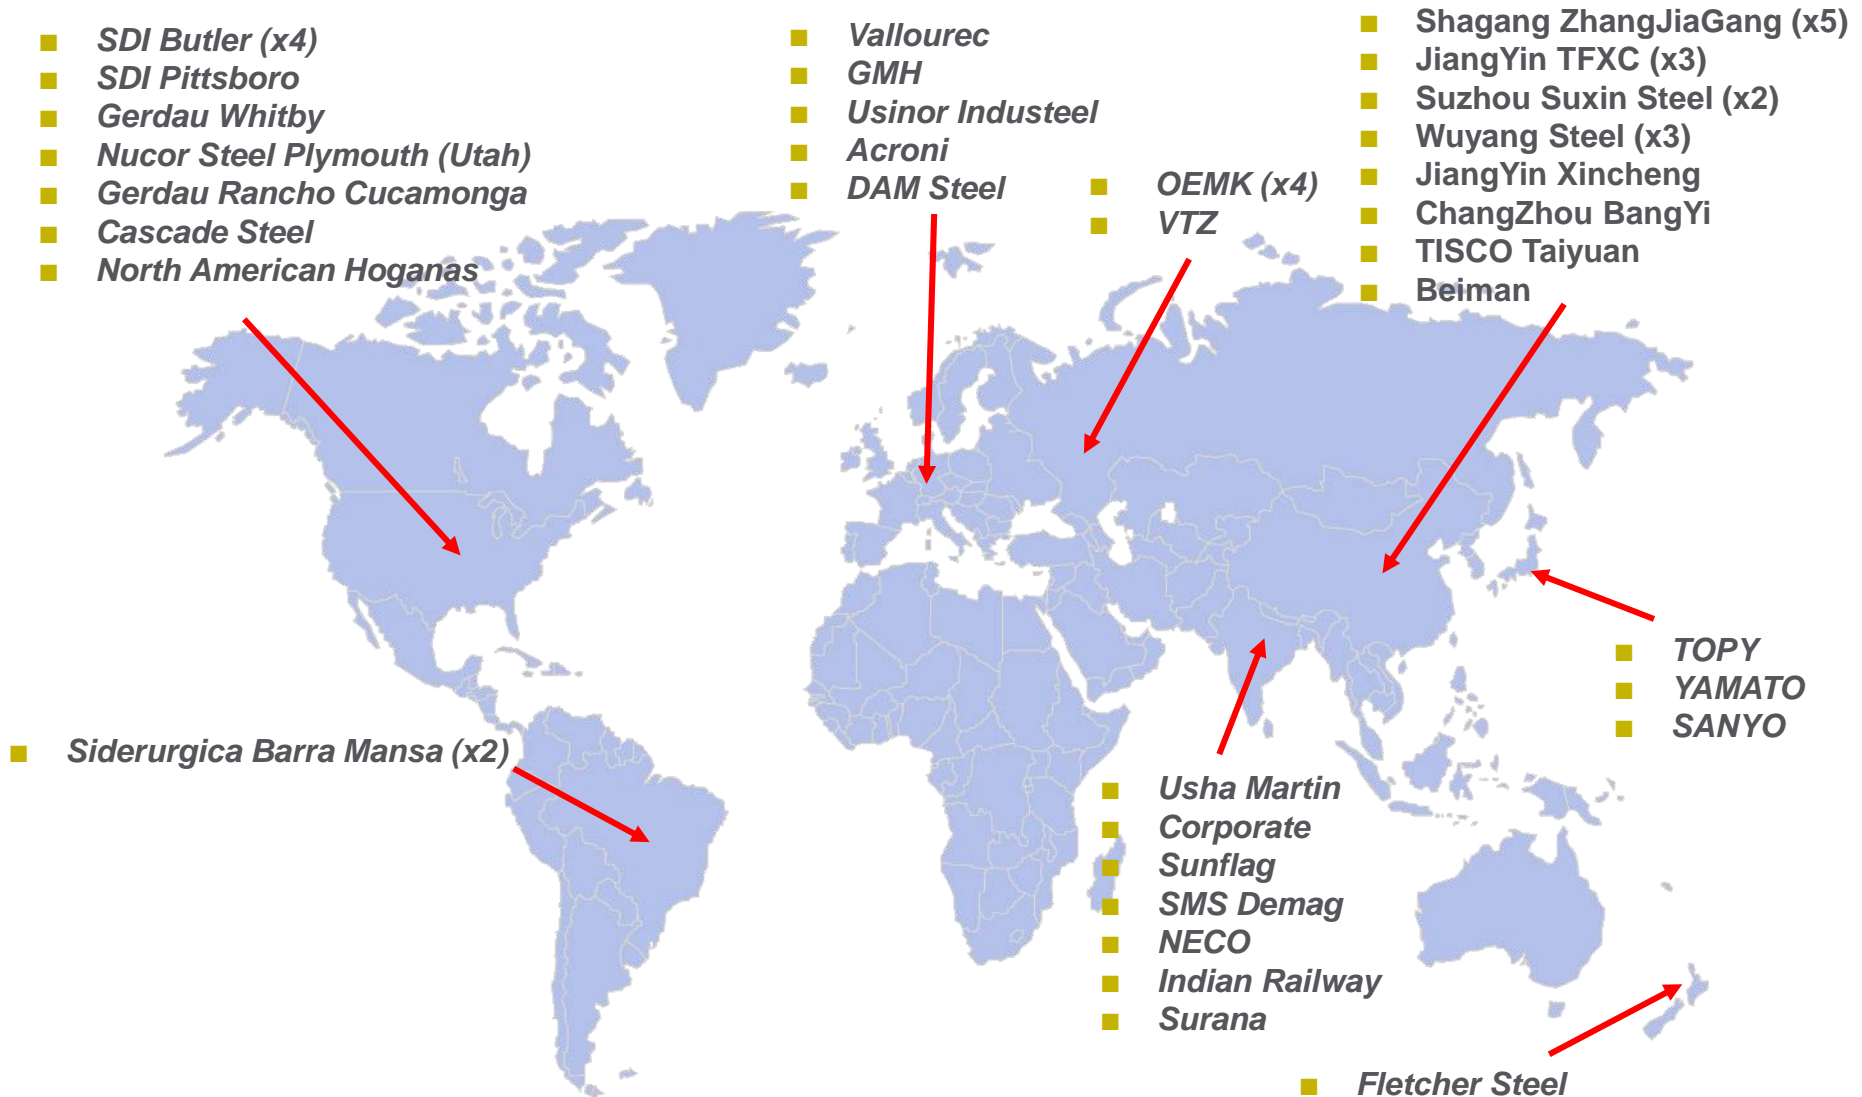 SDI Butler (x4)
SDI Pittsboro
Gerdau Whitby
Nucor Steel Plymouth (Utah)
Gerdau Rancho Cucamonga
Cascade Steel
North American Hoganas
Vallourec
GMH
Usinor Industeel
Acroni
DAM Steel
OEMK (x4)
VTZ
Shagang ZhangJiaGang (x5)
JiangYin TFXC (x3)
Suzhou Suxin Steel (x2)
Wuyang Steel (x3)
JiangYin Xincheng
ChangZhou BangYi
TISCO Taiyuan
Beiman
TOPY
YAMATO
SANYO
Siderurgica Barra Mansa (x2)
Usha Martin
Corporate
Sunflag
SMS Demag
NECO
Indian Railway
Surana
Fletcher Steel